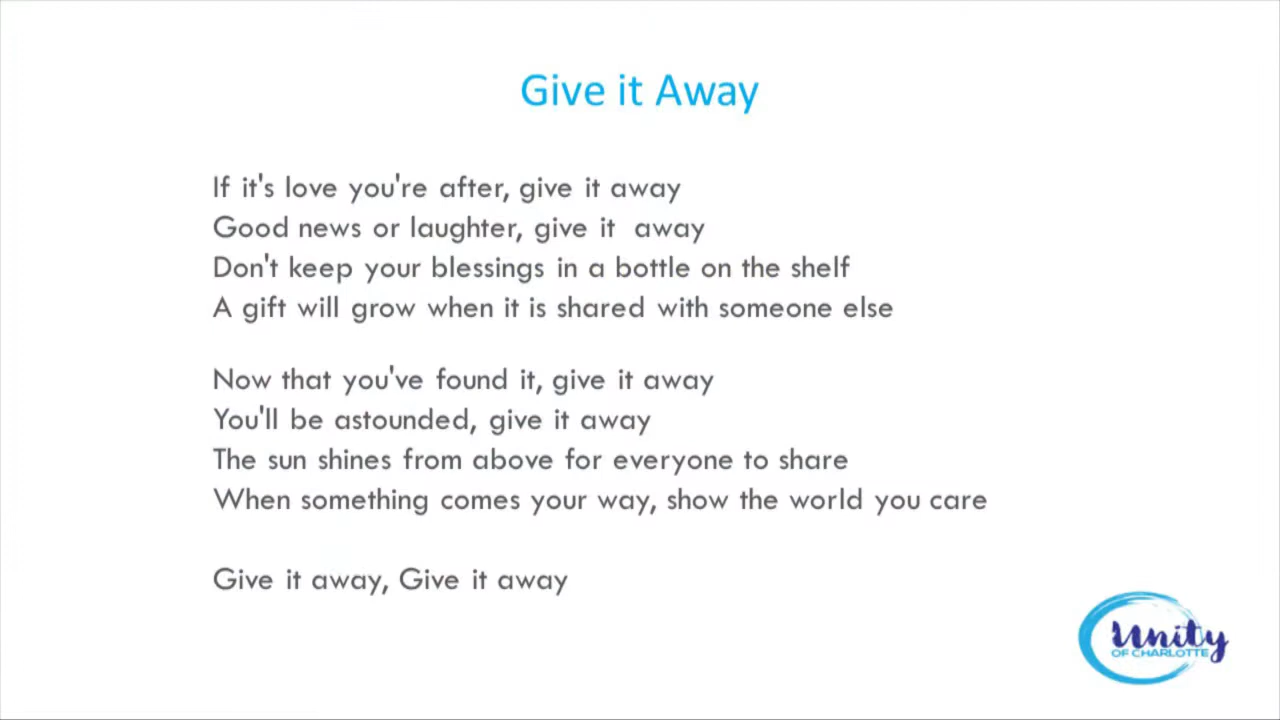 Give it Away
If it's love you're after, give it away
Good news or laughter, give it  away
Don't keep your blessings in a bottle on the shelf
A gift will grow when it is shared with someone else
Now that you've found it, give it away
You'll be astounded, give it away
The sun shines from above for everyone to share
When something comes your way, show the world you care
Give it away, Give it away
Unity
OF CHARLOTTE